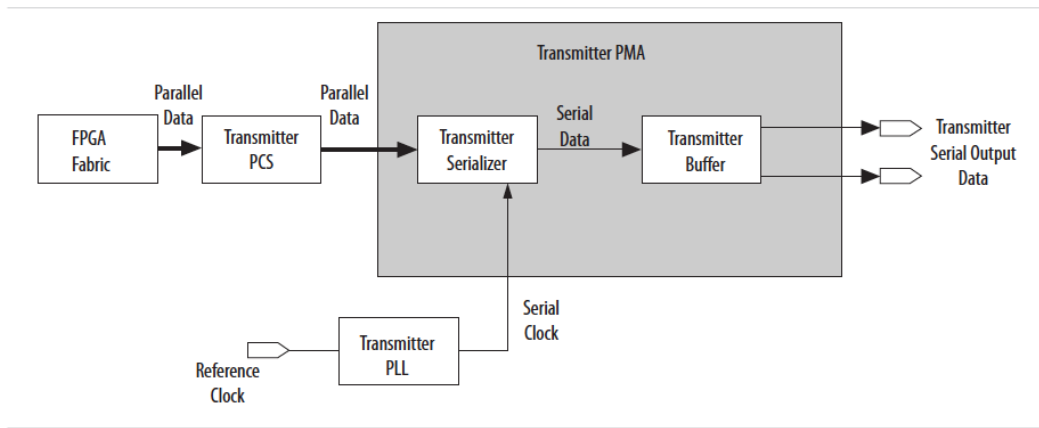 Transmitter PMA
Parallel
Data
Parallel
Data
Serial
Data
FPGA
Fabric
Transmitter
PCS
Transmitter
Serializer
Transmitter
Buffer
Transmitter
Serial Output
Data
Serial
Clock
Transmitter
PLL
Reference
Clock